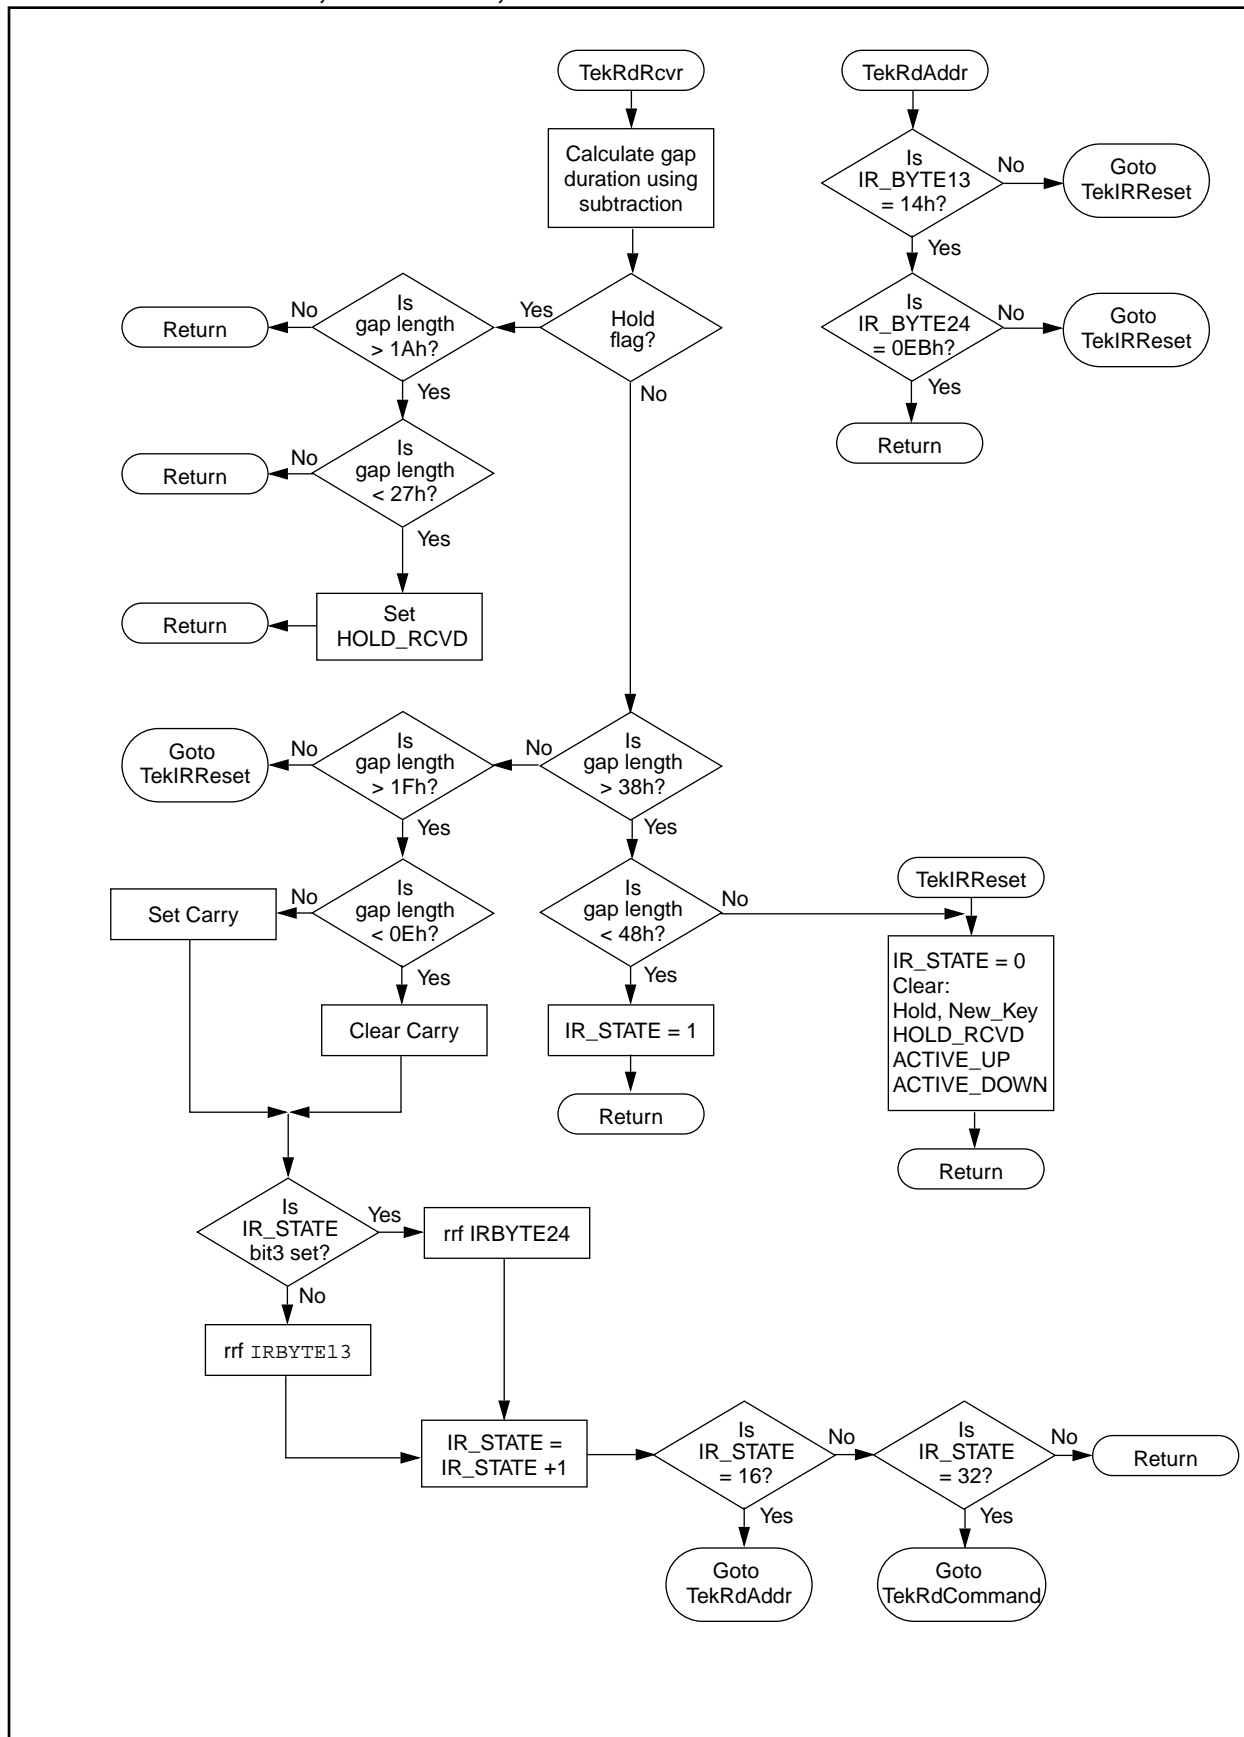 TekRdRcvr
TekRdAddr
Calculate gap
duration using
subtraction
Is
IR_BYTE13
= 14h?
No
Goto
TekIRReset
Yes
Hold
flag?
Yes
Is
gap length
> 1Ah?
No
Return
Is
IR_BYTE24
= 0EBh?
No
Goto
TekIRReset
Yes
No
Yes
Return
Is
gap length
< 27h?
No
Return
Yes
Set
HOLD_RCVD
Return
Is
gap length
> 38h?
No
Is
gap length
> 1Fh?
No
Goto
TekIRReset
Yes
Yes
Is
gap length
< 0Eh?
No
Set Carry
Yes
Clear Carry
Is
gap length
< 48h?
No
Yes
IR_STATE = 1
Return
TekIRReset
IR_STATE = 0
Clear:
Hold, New_Key
HOLD_RCVD
ACTIVE_UP
ACTIVE_DOWN
Return
Is
IR_STATE
bit3 set?
Yes
rrf IRBYTE24
No
rrf IRBYTE13
IR_STATE =
IR_STATE +1
Is
IR_STATE
= 16?
No
Is
IR_STATE
= 32?
No
Return
Yes
Yes
Goto
TekRdAddr
Goto
TekRdCommand